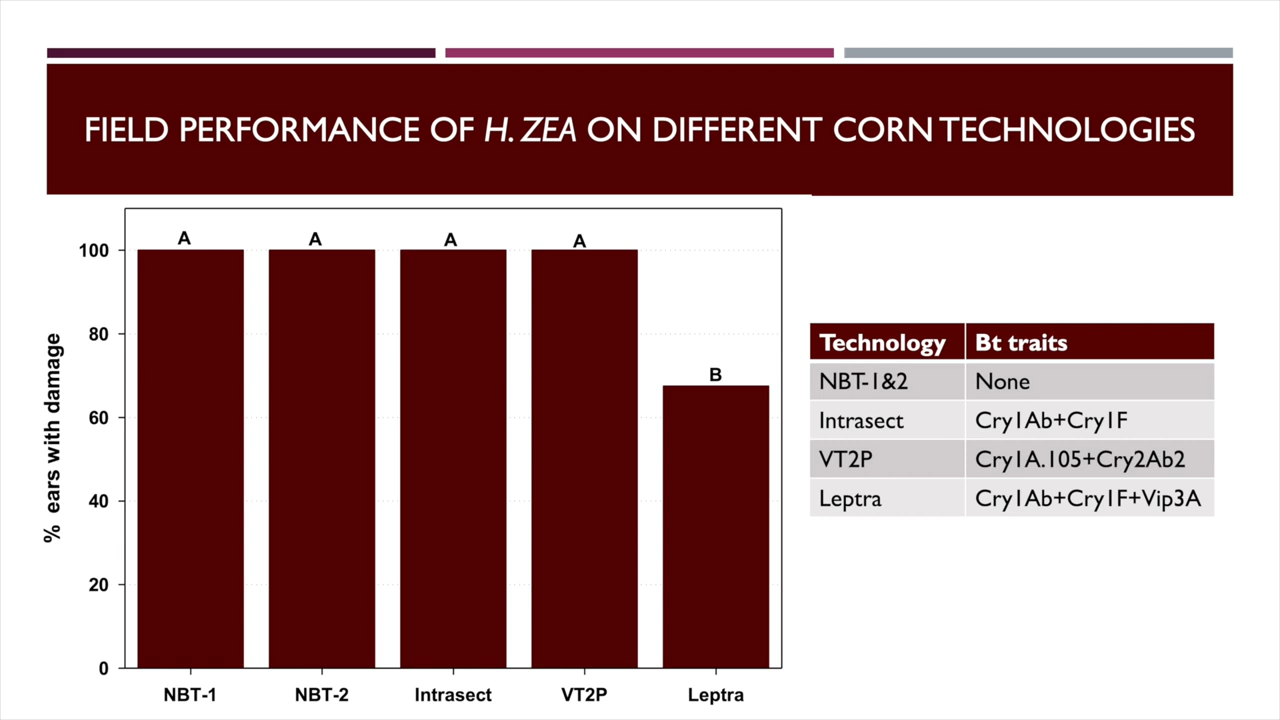 FIELD PERFORMANCE OF H. ZEA ON DIFFERENT CORN TECHNOLOGIES
% ears with damage
100
80
60
40
20
0
A
A
A
A
B
NBT-1
NBT-2
Intrasect
VT2P
Leptra
Technology Bt traits
NBT-1&2 None
Intrasect Cry1Ab+Cry1F
VT2P Cry1A.105+Cry2Ab2
Leptra Cry1Ab+Cry1F+Vip3A